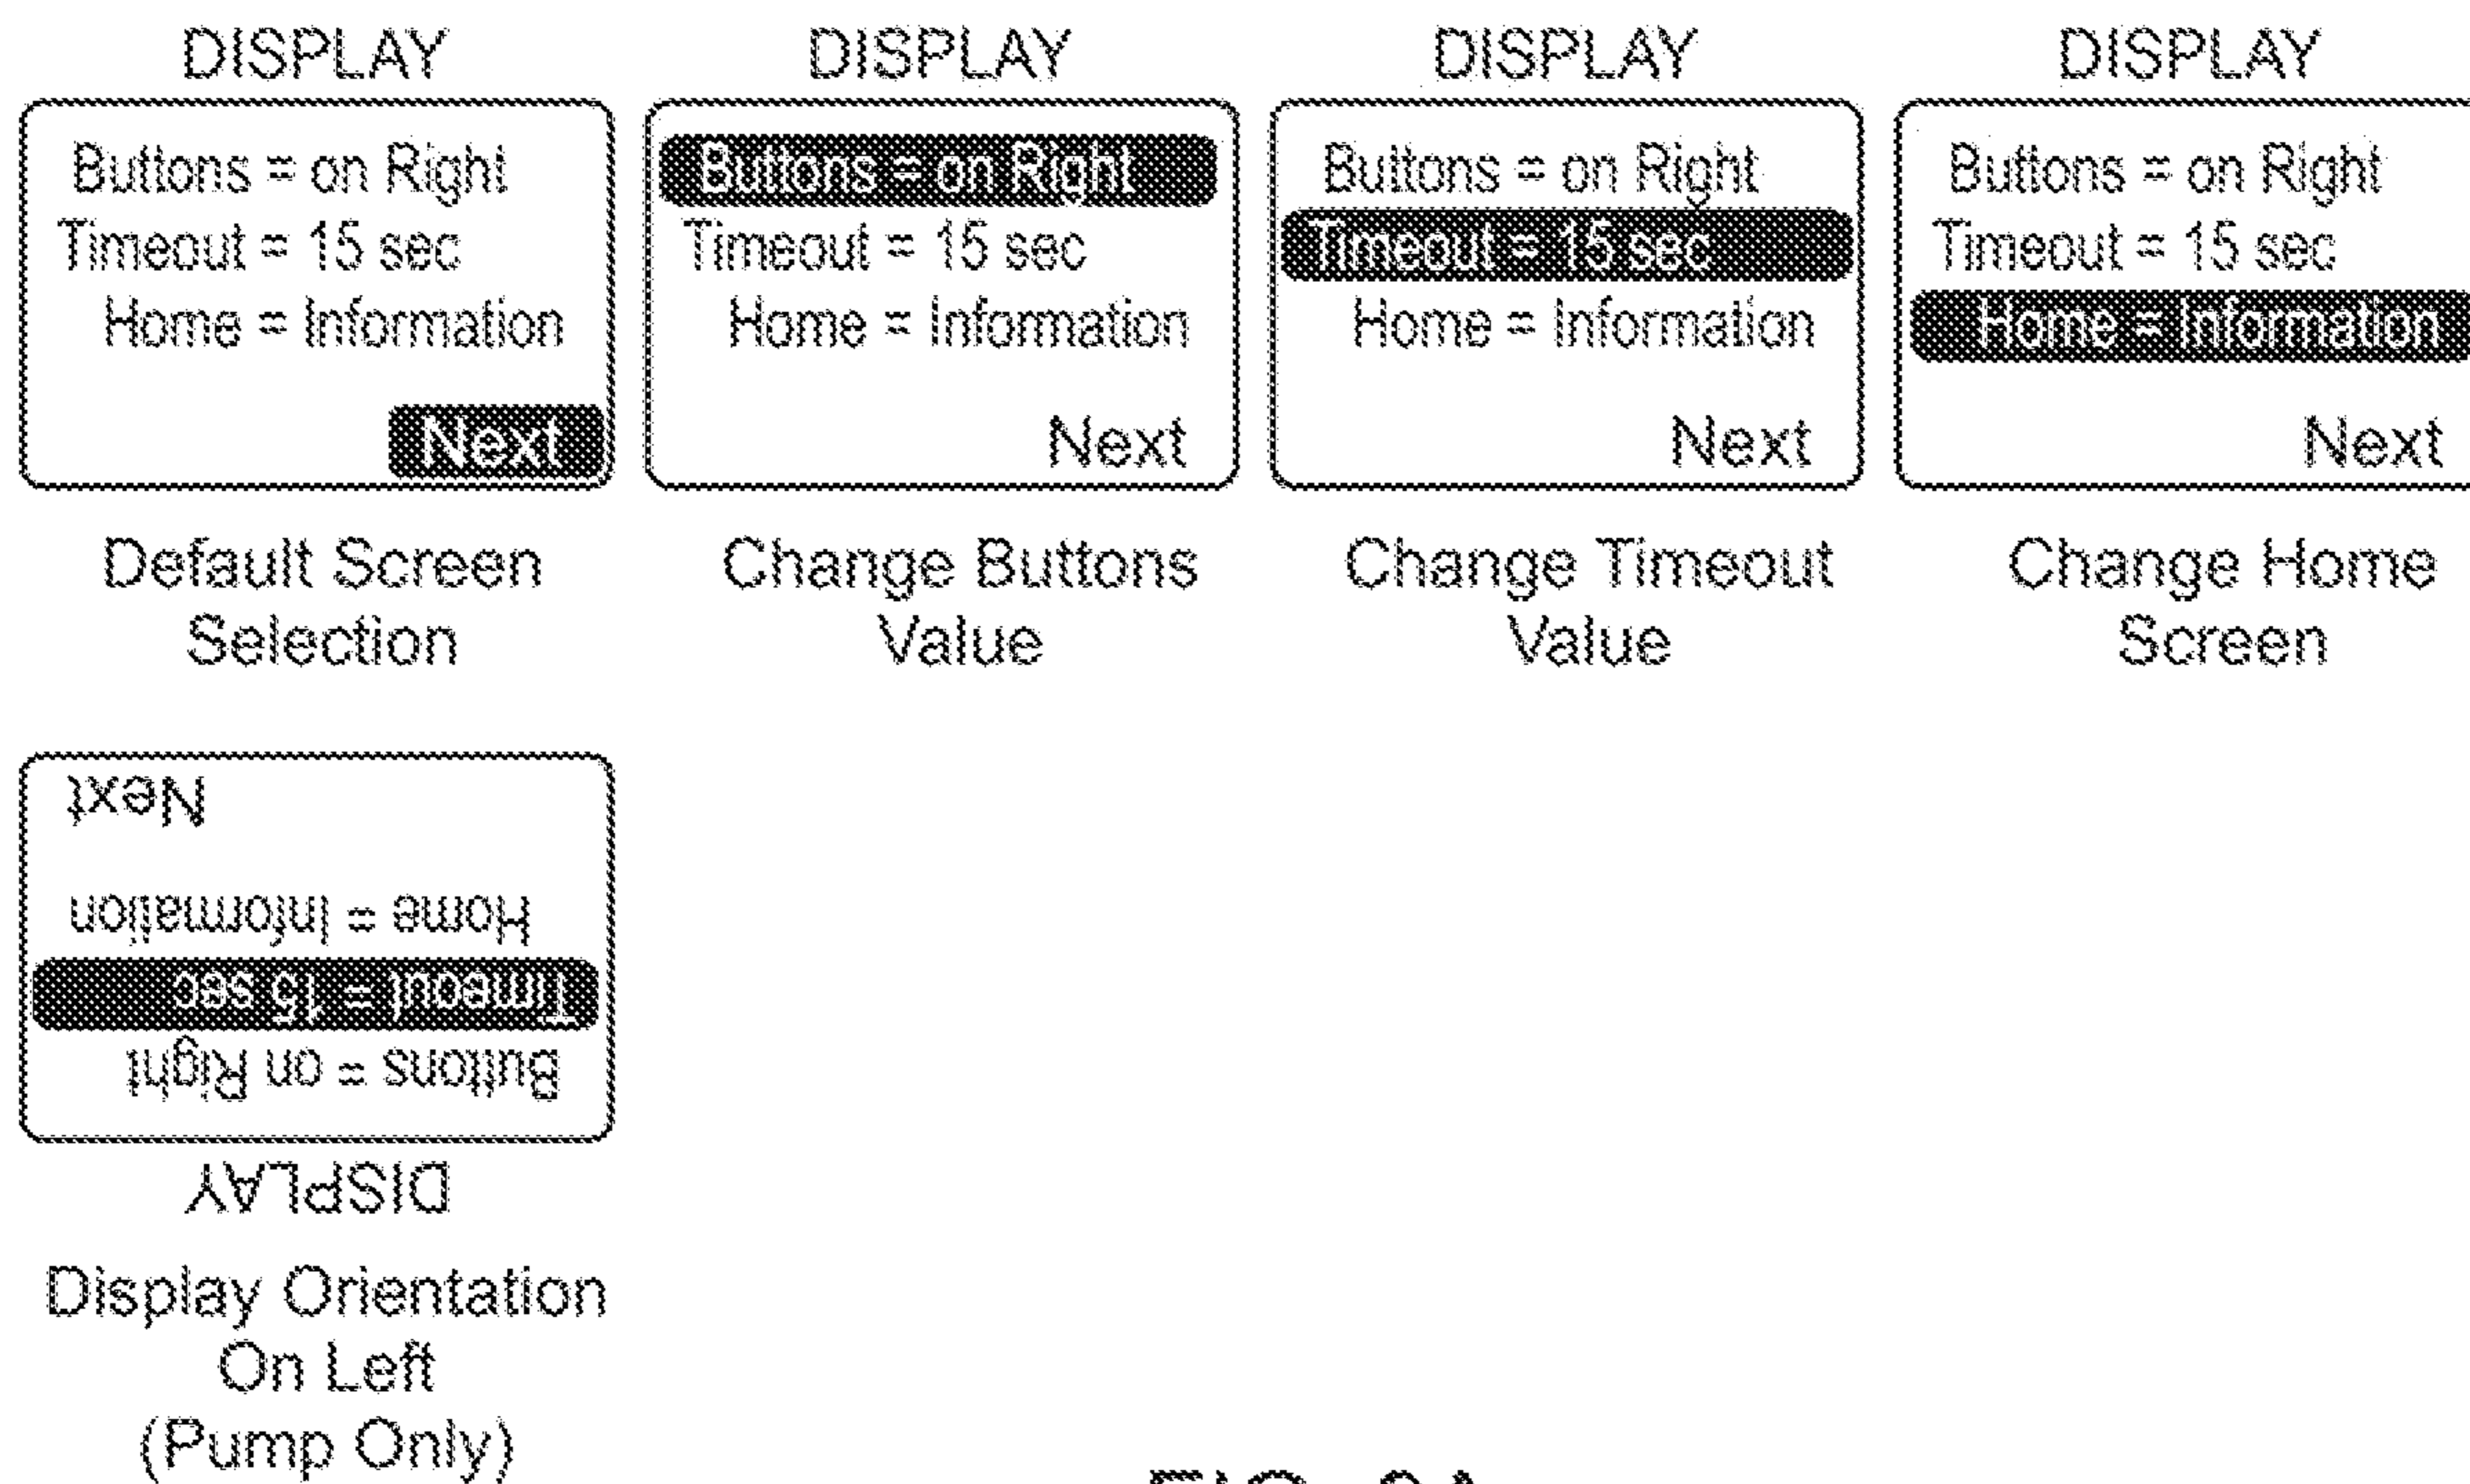 DISPLAY
Buttons = on Right
Timeout = 15 sec
Home = Information
Next
Default Screen
Selection
DISPLAY
Buttons = on Right
Timeout = 15 sec
Home = Information
Next
Change Buttons
Value
DISPLAY
Buttons = on Right
Timeout = 15 sec
Home = Information
Next
Change Timeout
Value
DISPLAY
Buttons = on Right
Timeout = 15 sec
Home = Information
Next
Change Home
Screen
DISPLAY
Buttons = on Right
Timeout = 15 sec
Home = Information
Next
Display Orientation
On Left
(Pump Only)